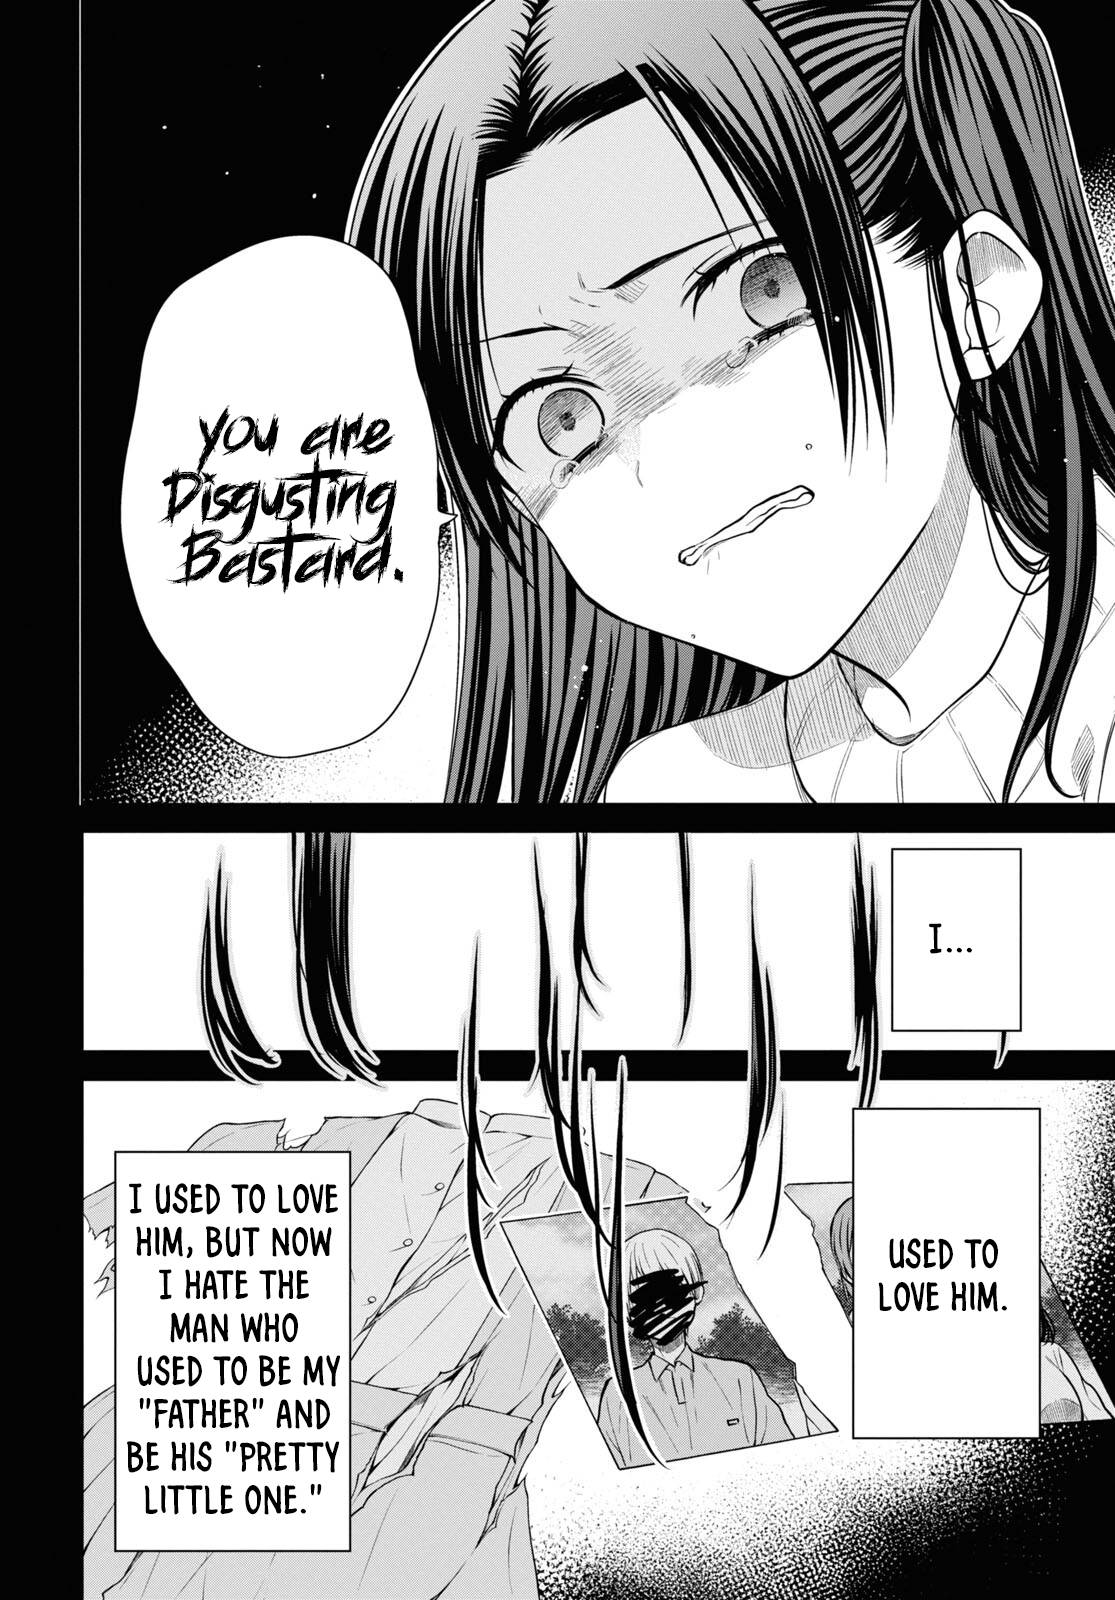 You are
Disgusting
Bastard.
I...
USED TO
LOVE HIM.
I USED TO LOVE
HIM, BUT NOW
I HATE THE
MAN WHO
USED TO BE MY
"FATHER" AND
BE HIS "PRETTY
LITTLE ONE."